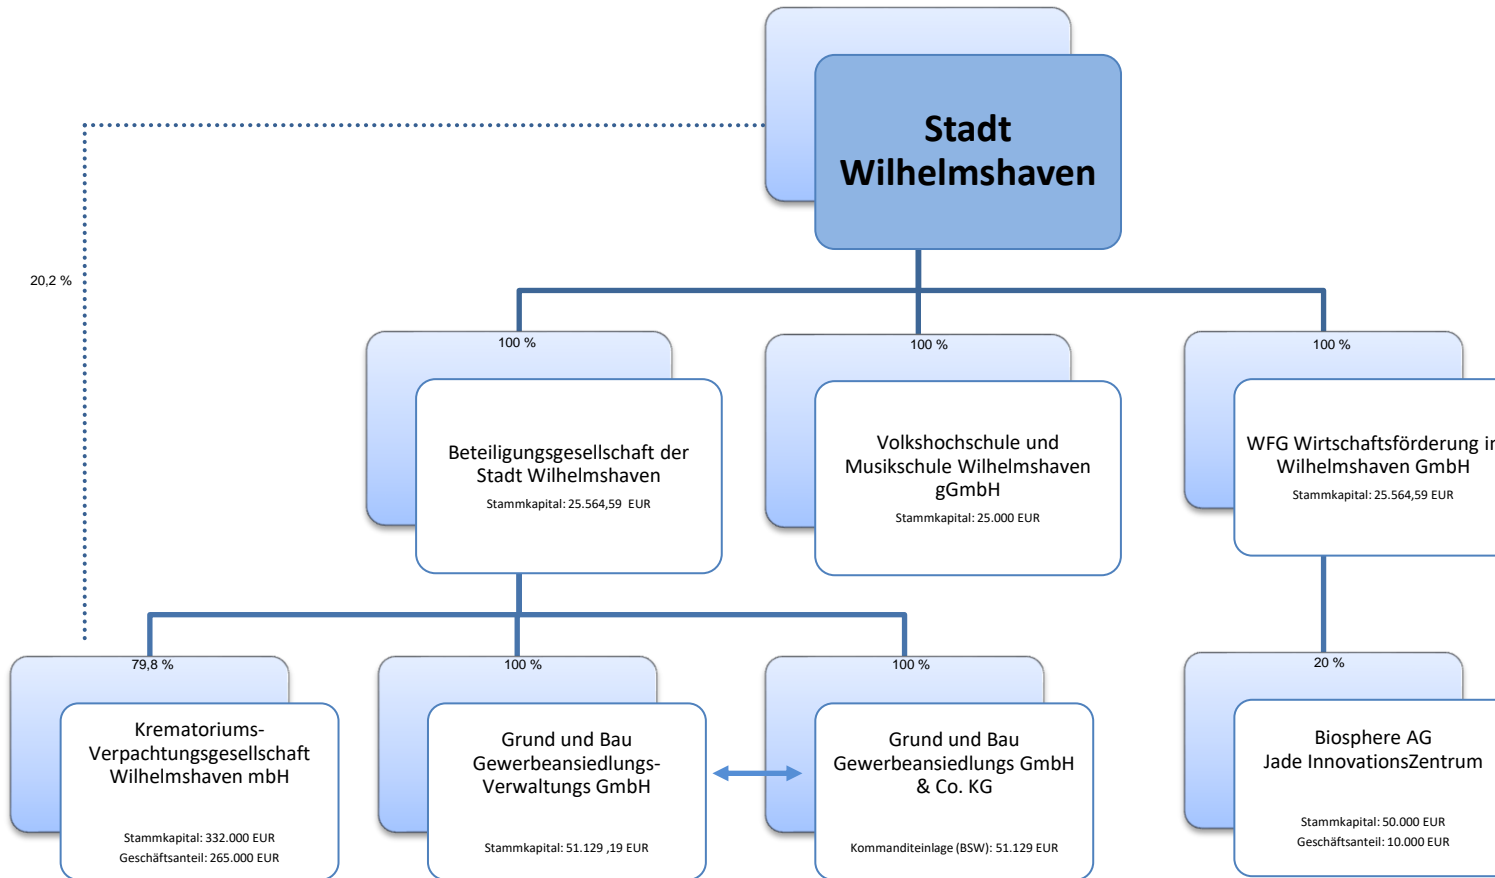 Stadt
Wilhelmshaven
20,2 %
100 %
Beteiligungsgesellschaft der
Stadt Wilhelmshaven
Stammkapital: 25.564,59 EUR
100 %
Volkshochschule und
Musikschule Wilhelmshaven
gGmbH
Stammkapital: 25.000 EUR
100 %
WFG Wirtschaftsförderung in
Wilhelmshaven GmbH
Stammkapital: 25.564,59 EUR
79,8 %
Krematoriums-
Verpachtungsgesellschaft
Wilhelmshaven mbH
Stammkapital: 332.000 EUR
Geschäftsanteil: 265.000 EUR
100 %
Grund und Bau
Gewerbeansiedlungs-
Verwaltungs GmbH
Stammkapital: 51.129 ,19 EUR
100 %
Grund und Bau
Gewerbeansiedlungs GmbH
& Co. KG
Kommanditeinlage (BSW): 51.129 EUR
20 %
Biosphere AG
Jade InnovationsZentrum
Stammkapital: 50.000 EUR
Geschäftsanteil: 10.000 EUR